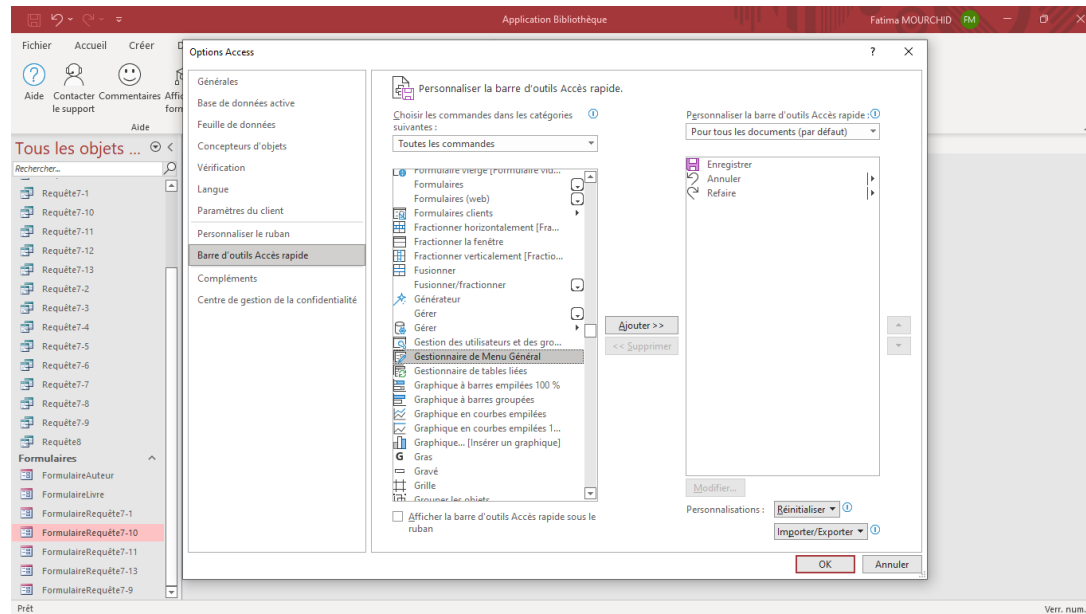 Application Bibliothèque
Fatima MOURCHID
FM
Fichier
Accueil
Créer
Aide
Contacter
le support
Commentaires
Aide
Tous les objets ...
Rechercher...
Requête7-1
Requête7-10
Requête7-11
Requête7-12
Requête7-13
Requête7-2
Requête7-3
Requête7-4
Requête7-5
Requête7-6
Requête7-7
Requête7-8
Requête7-9
Requête8
Formulaires
FormulaireAuteur
FormulaireLivre
FormulaireRequête7-1
FormulaireRequête7-10
FormulaireRequête7-11
FormulaireRequête7-13
FormulaireRequête7-9
Prêt
Verr. num.
Options Access
?
Générales
Base de données active
Feuille de données
Concepteurs d'objets
Vérification
Langue
Paramètres du client
Personnaliser le ruban
Barre d'outils Accès rapide
Compléments
Centre de gestion de la confidentialité
Personnaliser la barre d'outils Accès rapide.
Choisir les commandes dans les catégories
suivantes :
Toutes les commandes
Formulaire vierge [Formulaire vid...
Formulaires
Formulaires (web)
Formulaires clients
Fractionner horizontalement [Fra...
Fractionner la fenêtre
Fractionner verticalement [Fractio...
Fusionner
Fusionner/fractionner
Générateur
Gérer
Gérer
Gestion des utilisateurs et des gro...
Gestionnaire de Menu Général
Gestionnaire de tables liées
Graphique à barres empilées 100 %
Graphique à barres groupées
Graphique en courbes empilées
Graphique en courbes empilées 1...
Graphique... [Insérer un graphique]
G Gras
Gravé
Grille
Grouper les objets
Afficher la barre d'outils Accès rapide sous le
ruban
Ajouter >>
<< Supprimer
Personnaliser la barre d'outils Accès rapide :
Pour tous les documents (par défaut)
Enregistrer
Annuler
Refaire
Modifier...
Personnalisations :
Réinitialiser
Importer/Exporter
OK
Annuler